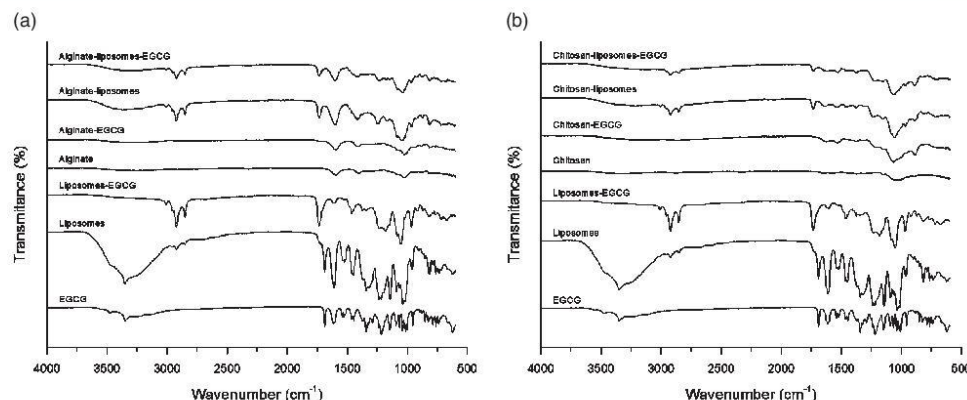 (a)
Alginate-liposomes-EGCG
Alginate-liposomes
Alginate-EGCG
Alginate
Liposomes-EGCG
Liposomes
EGCG
Transmitance (%)
4000 3500 3000 2500 2000 1500 1000 500
Wavenumber (cm⁻¹)
(b)
Chitosan-liposomes-EGCG
Chitosan-liposomes
Chitosan-EGCG
Chitosan
Liposomes-EGCG
Liposomes
EGCG
Transmitance (%)
4000 3500 3000 2500 2000 1500 1000 500
Wavenumber (cm⁻¹)